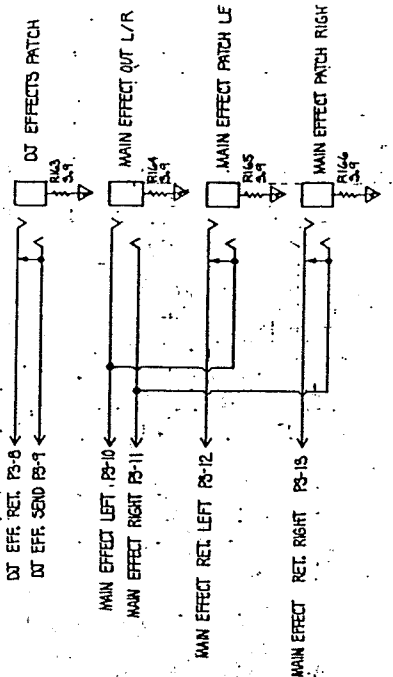 DJ EFFECTS PATCH
R163
3.9
MAIN EFFECT OUT L/R
R164
3.9
MAIN EFFECT PATCH LE
R165
3.9
MAIN EFFECT PATCH RIGH
R166
3.9
DJ EFF. RET. P3-8
DJ EFF. SEND P3-9
MAIN EFFECT LEFT P3-10
MAIN EFFECT RIGHT P3-11
MAIN EFFECT RET. LEFT P3-12
MAIN EFFECT RET. RIGHT P3-13